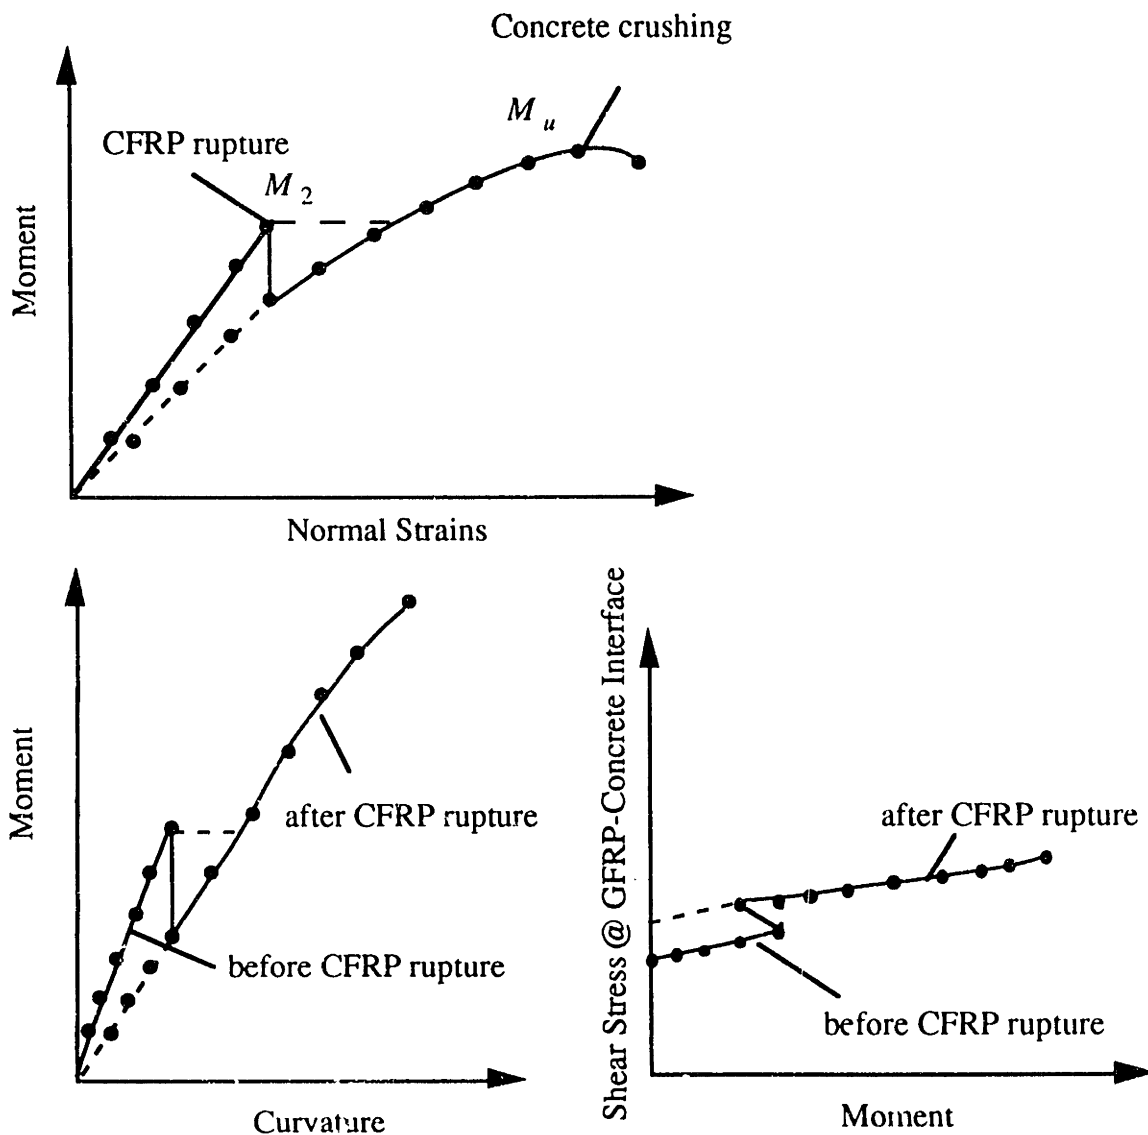 Concrete crushing
M u
CFRP rupture
M 2
Moment
Normal Strains
Moment
after CFRP rupture
before CFRP rupture
Curvature
Shear Stress @ GFRP-Concrete Interface
after CFRP rupture
before CFRP rupture
Moment